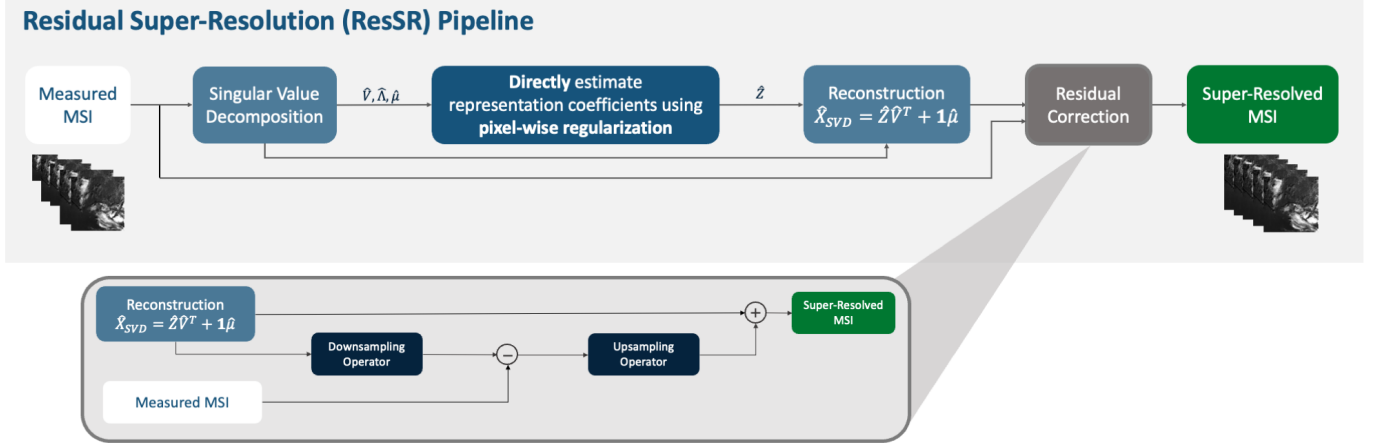 Residual Super-Resolution (ResSR) Pipeline
Measured
MSI
Singular Value
Decomposition
V̂, Λ̂, μ̂
Directly estimate
representation coefficients using
pixel-wise regularization
Ẑ
Reconstruction
X̂_SVD = ẐV̂ᵀ + 1μ̂
Residual
Correction
Super-Resolved
MSI
Reconstruction
X̂_SVD = ẐV̂ᵀ + 1μ̂
Downsampling
Operator
−
Upsampling
Operator
+
Super-Resolved
MSI
Measured MSI